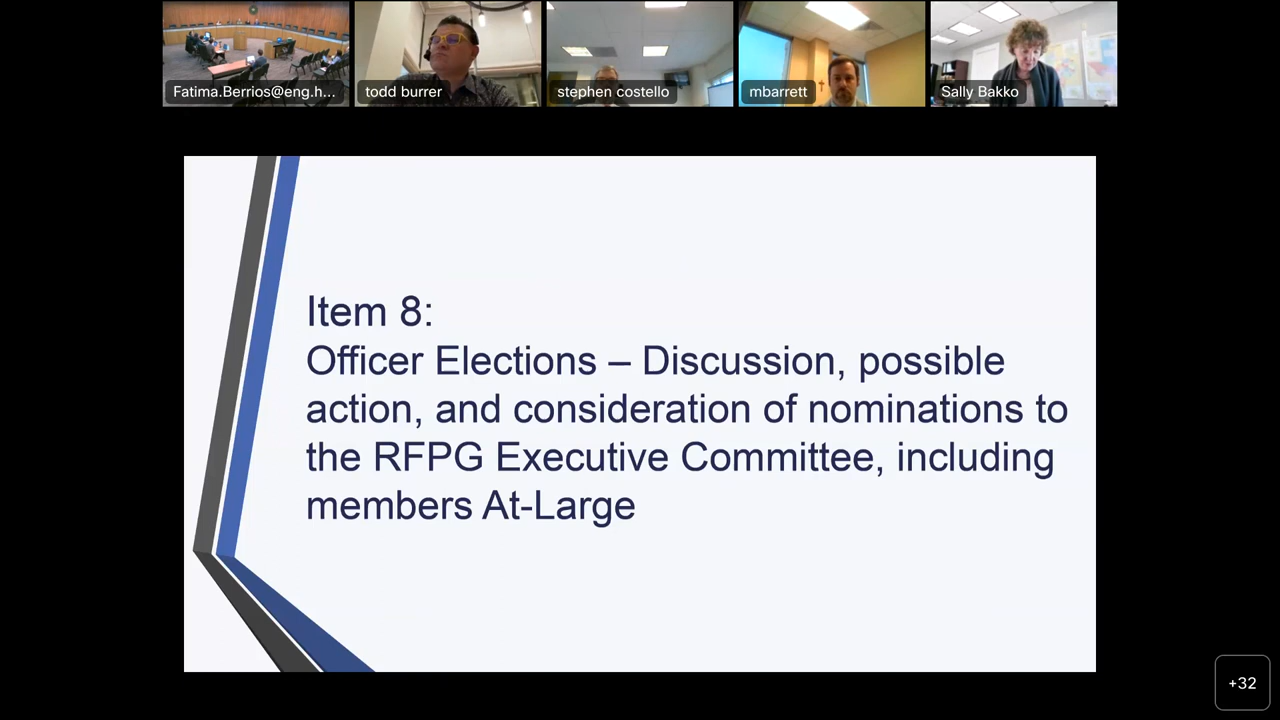 Fatima.Berrios@eng.h...
todd burrer
stephen costello
mbarrett
Sally Bakko
Item 8:
Officer Elections – Discussion, possible
action, and consideration of nominations to
the RFPG Executive Committee, including
members At-Large
+32